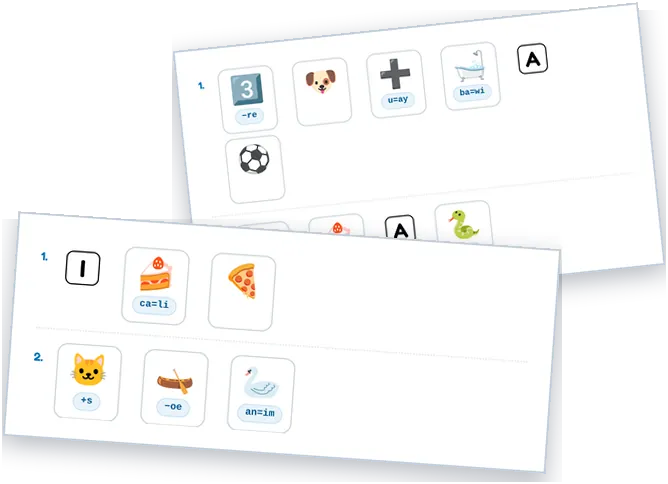 1. 3 A
-re u=ay ba=wi
A
1. I
ca=li
2.
+s -oe an=im